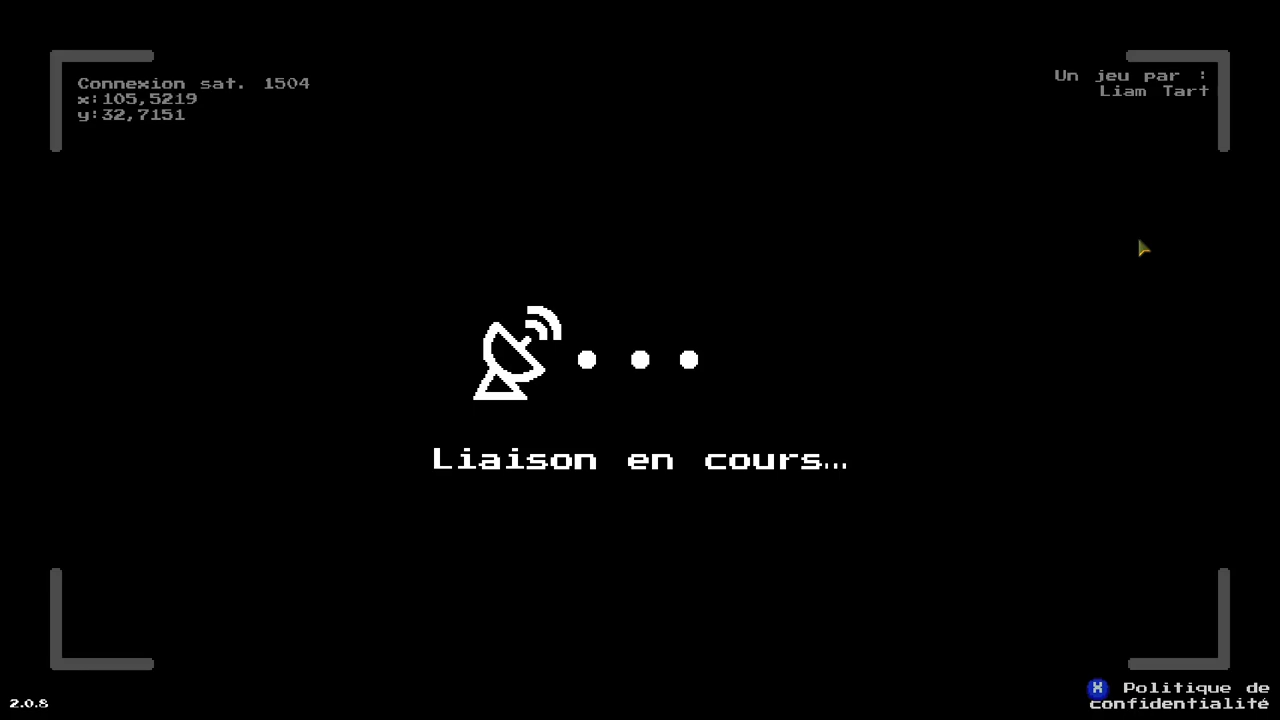 Connexion sat. 1504
x:105,5219
y:32,7151
Un jeu par :
Liam Tart
Liaison en cours...
2.0.8
X Politique de
confidentialité